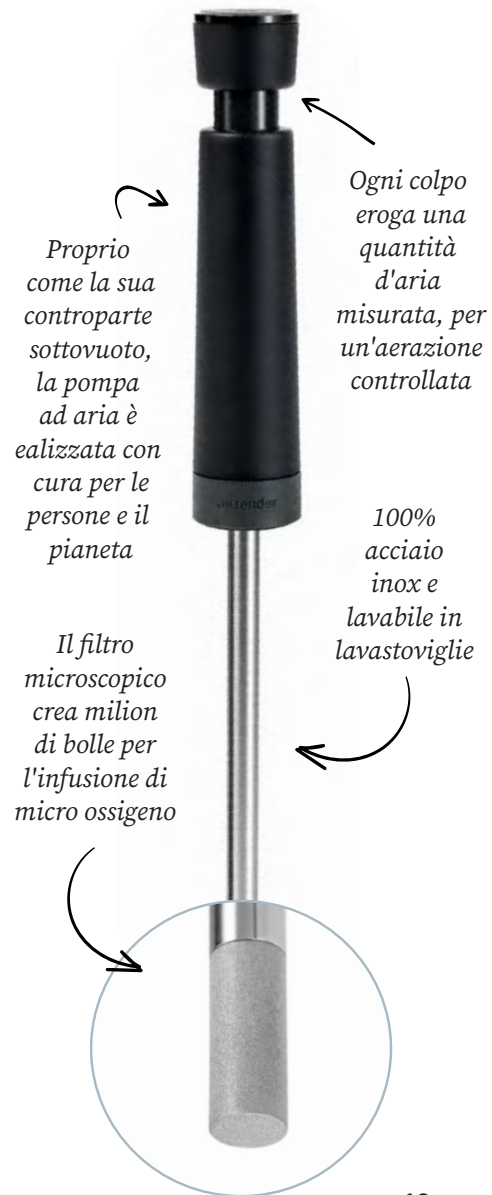 Ogni colpo
eroga una
quantità
d'aria
misurata, per
un'aerazione
controllata
Proprio
come la sua
controparte
sottovuoto,
la pompa
ad aria è
ealizzata con
cura per le
persone e il
pianeta
100%
acciaio
inox e
lavabile in
lavastoviglie
Il filtro
microscopico
crea milion
di bolle per
l'infusione di
micro ossigeno